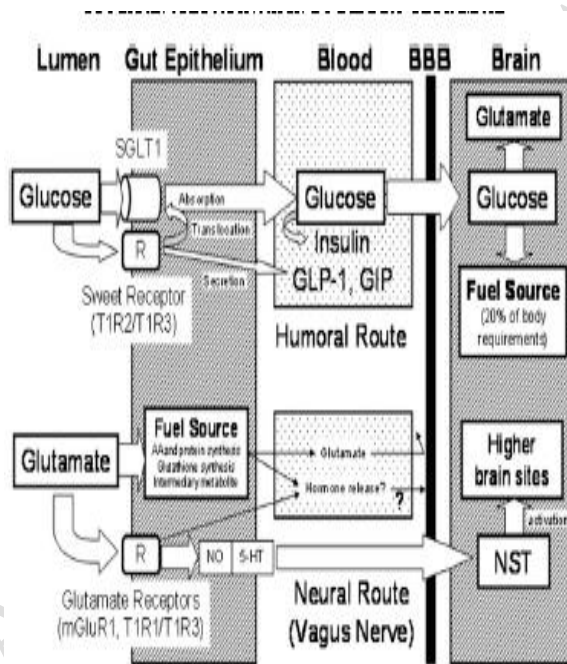 Lumen
Gut Epithelium
Blood
BBB
Brain
SGLT1
Glucose
Absorption
Translocation
R
Secretion
Sweet Receptor
(T1R2/T1R3)
Glucose
Insulin
GLP-1, GIP
Humoral Route
Glutamate
Glucose
Fuel Source
(20% of body
requirements)
Glutamate
Fuel Source
AA and protein synthesis
Glutathione synthesis
Intermediary metabolite
Glutamate
Hormone release?
?
Higher
brain sites
activation
R
NO
5-HT
NST
Glutamate Receptors
(mGluR1, T1R1/T1R3)
Neural Route
(Vagus Nerve)